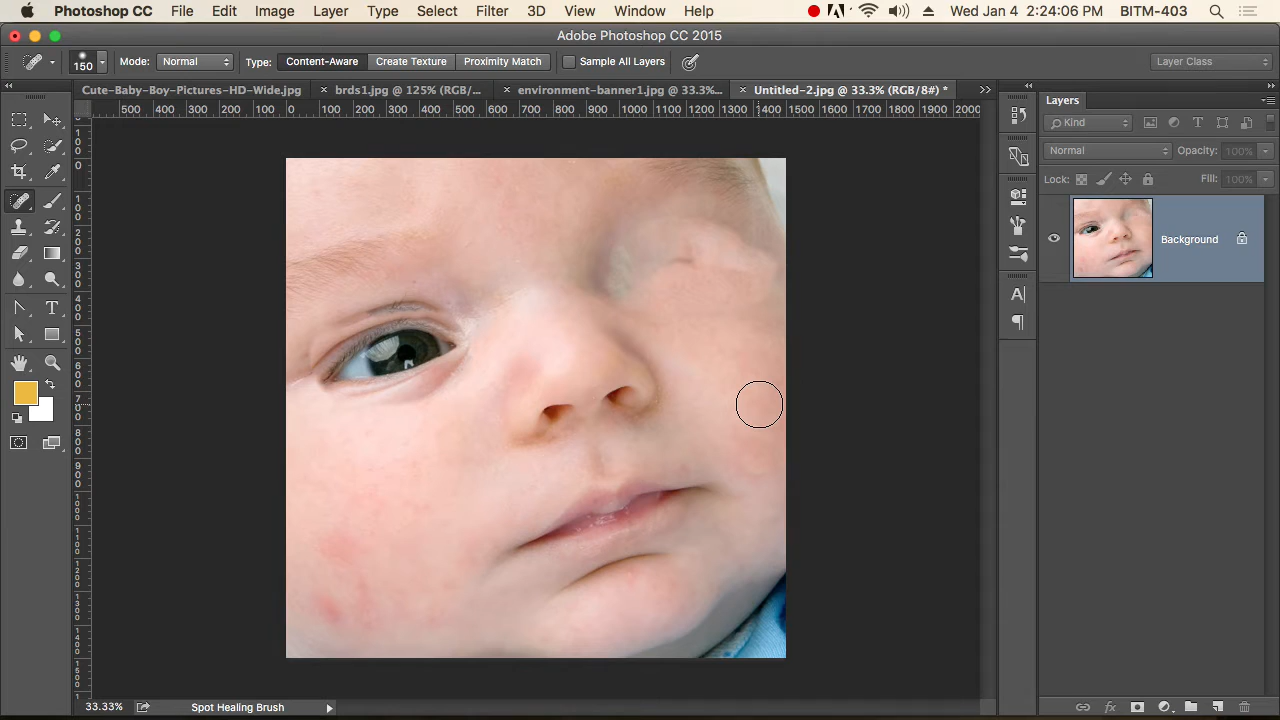 Photoshop CC File Edit Image Layer Type Select Filter 3D View Window Help Wed Jan 4 2:24:06 PM BITM-403
Adobe Photoshop CC 2015
150 Mode: Normal Type: Content-Aware Create Texture Proximity Match Sample All Layers Layer Class
Cute-Baby-Boy-Pictures-HD-Wide.jpg × brds1.jpg @ 125% (RGB/... × environment-banner1.jpg @ 33.3%... × Untitled-2.jpg @ 33.3% (RGB/8#) *
500 400 300 200 100 0 100 200 300 400 500 600 700 800 900 1000 1100 1200 1300 1400 1500 1600 1700 1800 1900 2000
Layers
Kind
Normal Opacity: 100%
Lock: Fill: 100%
Background
33.33% Spot Healing Brush